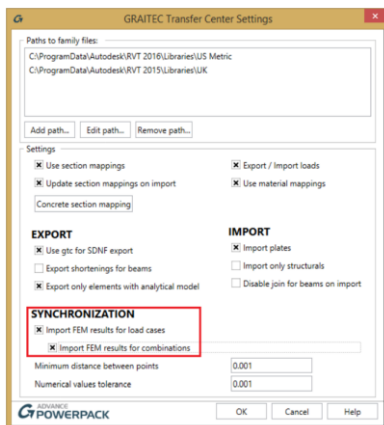 GRAITEC Transfer Center Settings
Paths to family files:
C:\ProgramData\Autodesk\RVT 2016\Libraries\US Metric
C:\ProgramData\Autodesk\RVT 2015\Libraries\UK
Add path... Edit path... Remove path...
Settings
Use section mappings Export / Import loads
Update section mappings on import Use material mappings
Concrete section mapping
EXPORT IMPORT
Use gtc for SDNF export Import plates
Export shortenings for beams Import only structurals
Export only elements with analytical model Disable join for beams on import
SYNCHRONIZATION
Import FEM results for load cases
Import FEM results for combinations
Minimum distance between points 0.001
Numerical values tolerance 0.001
ADVANCE
POWERPACK OK Cancel Help